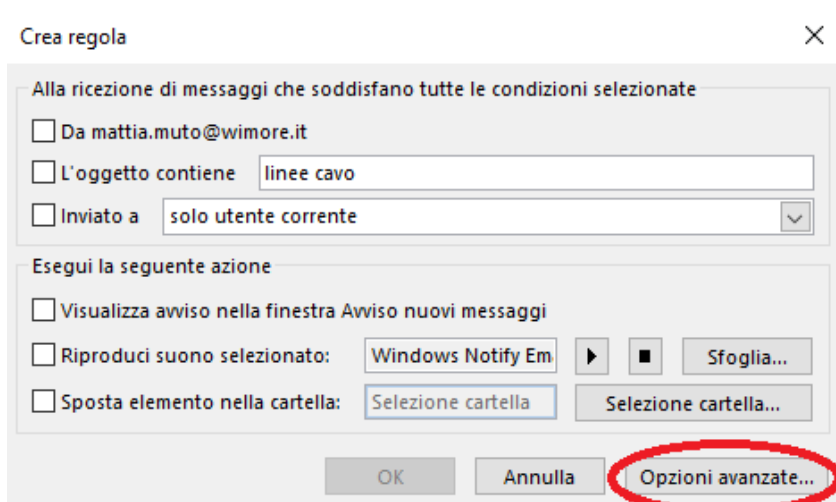 Crea regola
Alla ricezione di messaggi che soddisfano tutte le condizioni selezionate
Da mattia.muto@wimore.it
L'oggetto contiene linee cavo
Inviato a solo utente corrente
Esegui la seguente azione
Visualizza avviso nella finestra Avviso nuovi messaggi
Riproduci suono selezionato: Windows Notify Em Sfoglia...
Sposta elemento nella cartella: Selezione cartella Selezione cartella...
OK Annulla Opzioni avanzate...